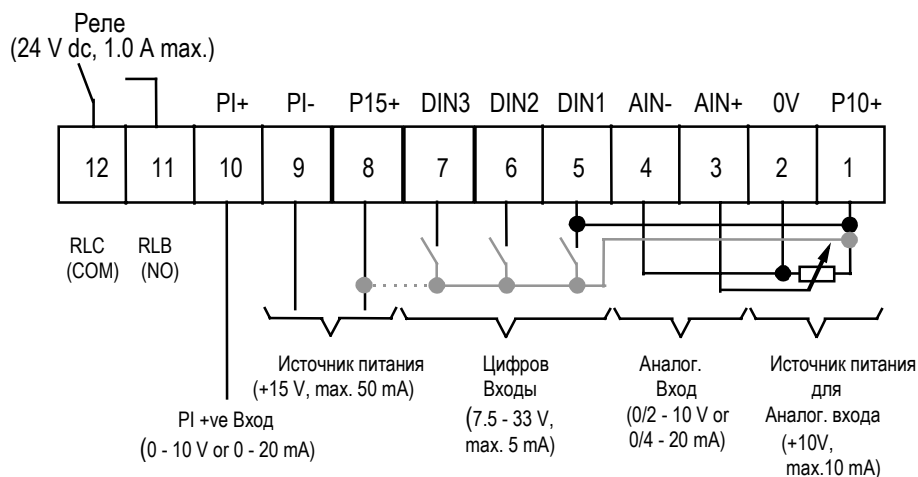 Реле
(24 V dc, 1.0 A max.)
PI+ PI- P15+ DIN3 DIN2 DIN1 AIN- AIN+ 0V P10+
12 11 10 9 8 7 6 5 4 3 2 1
RLC
(COM)
RLB
(NO)
Источник питания
(+15 V, max. 50 mA)
PI +ve Вход
(0 - 10 V or 0 - 20 mA)
Цифров
Входы
(7.5 - 33 V,
max. 5 mA)
Аналог.
Вход
(0/2 - 10 V or
0/4 - 20 mA)
Источник питания
для
Аналог. входа
(+10V,
max.10 mA)